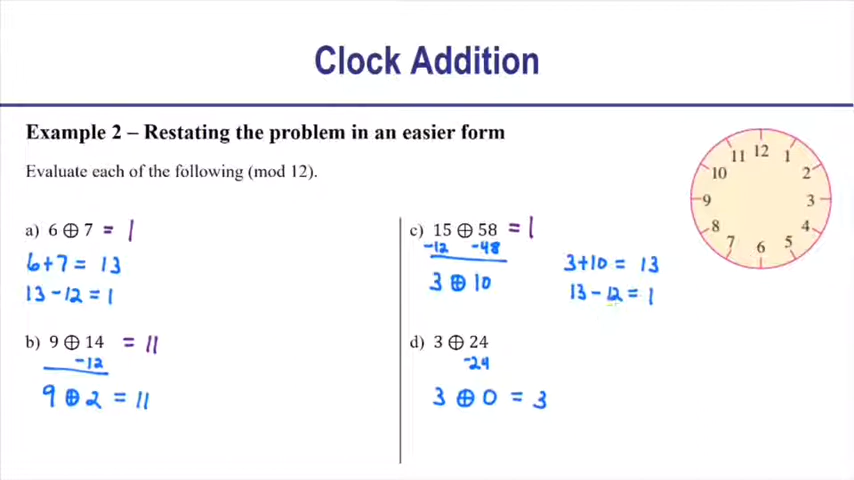 Clock Addition
Example 2 – Restating the problem in an easier form
Evaluate each of the following (mod 12).
a) 6 ⊕ 7 = 1
6+7 = 13
13 -12 = 1
b) 9 ⊕ 14 = 11
-12
9 ⊕ 2 = 11
c) 15 ⊕ 58 = 1
-12 -48
3 ⊕ 10
3+10 = 13
13 - 12 = 1
d) 3 ⊕ 24
-24
3 ⊕ 0 = 3
12
1
2
3
4
5
6
7
8
9
10
11